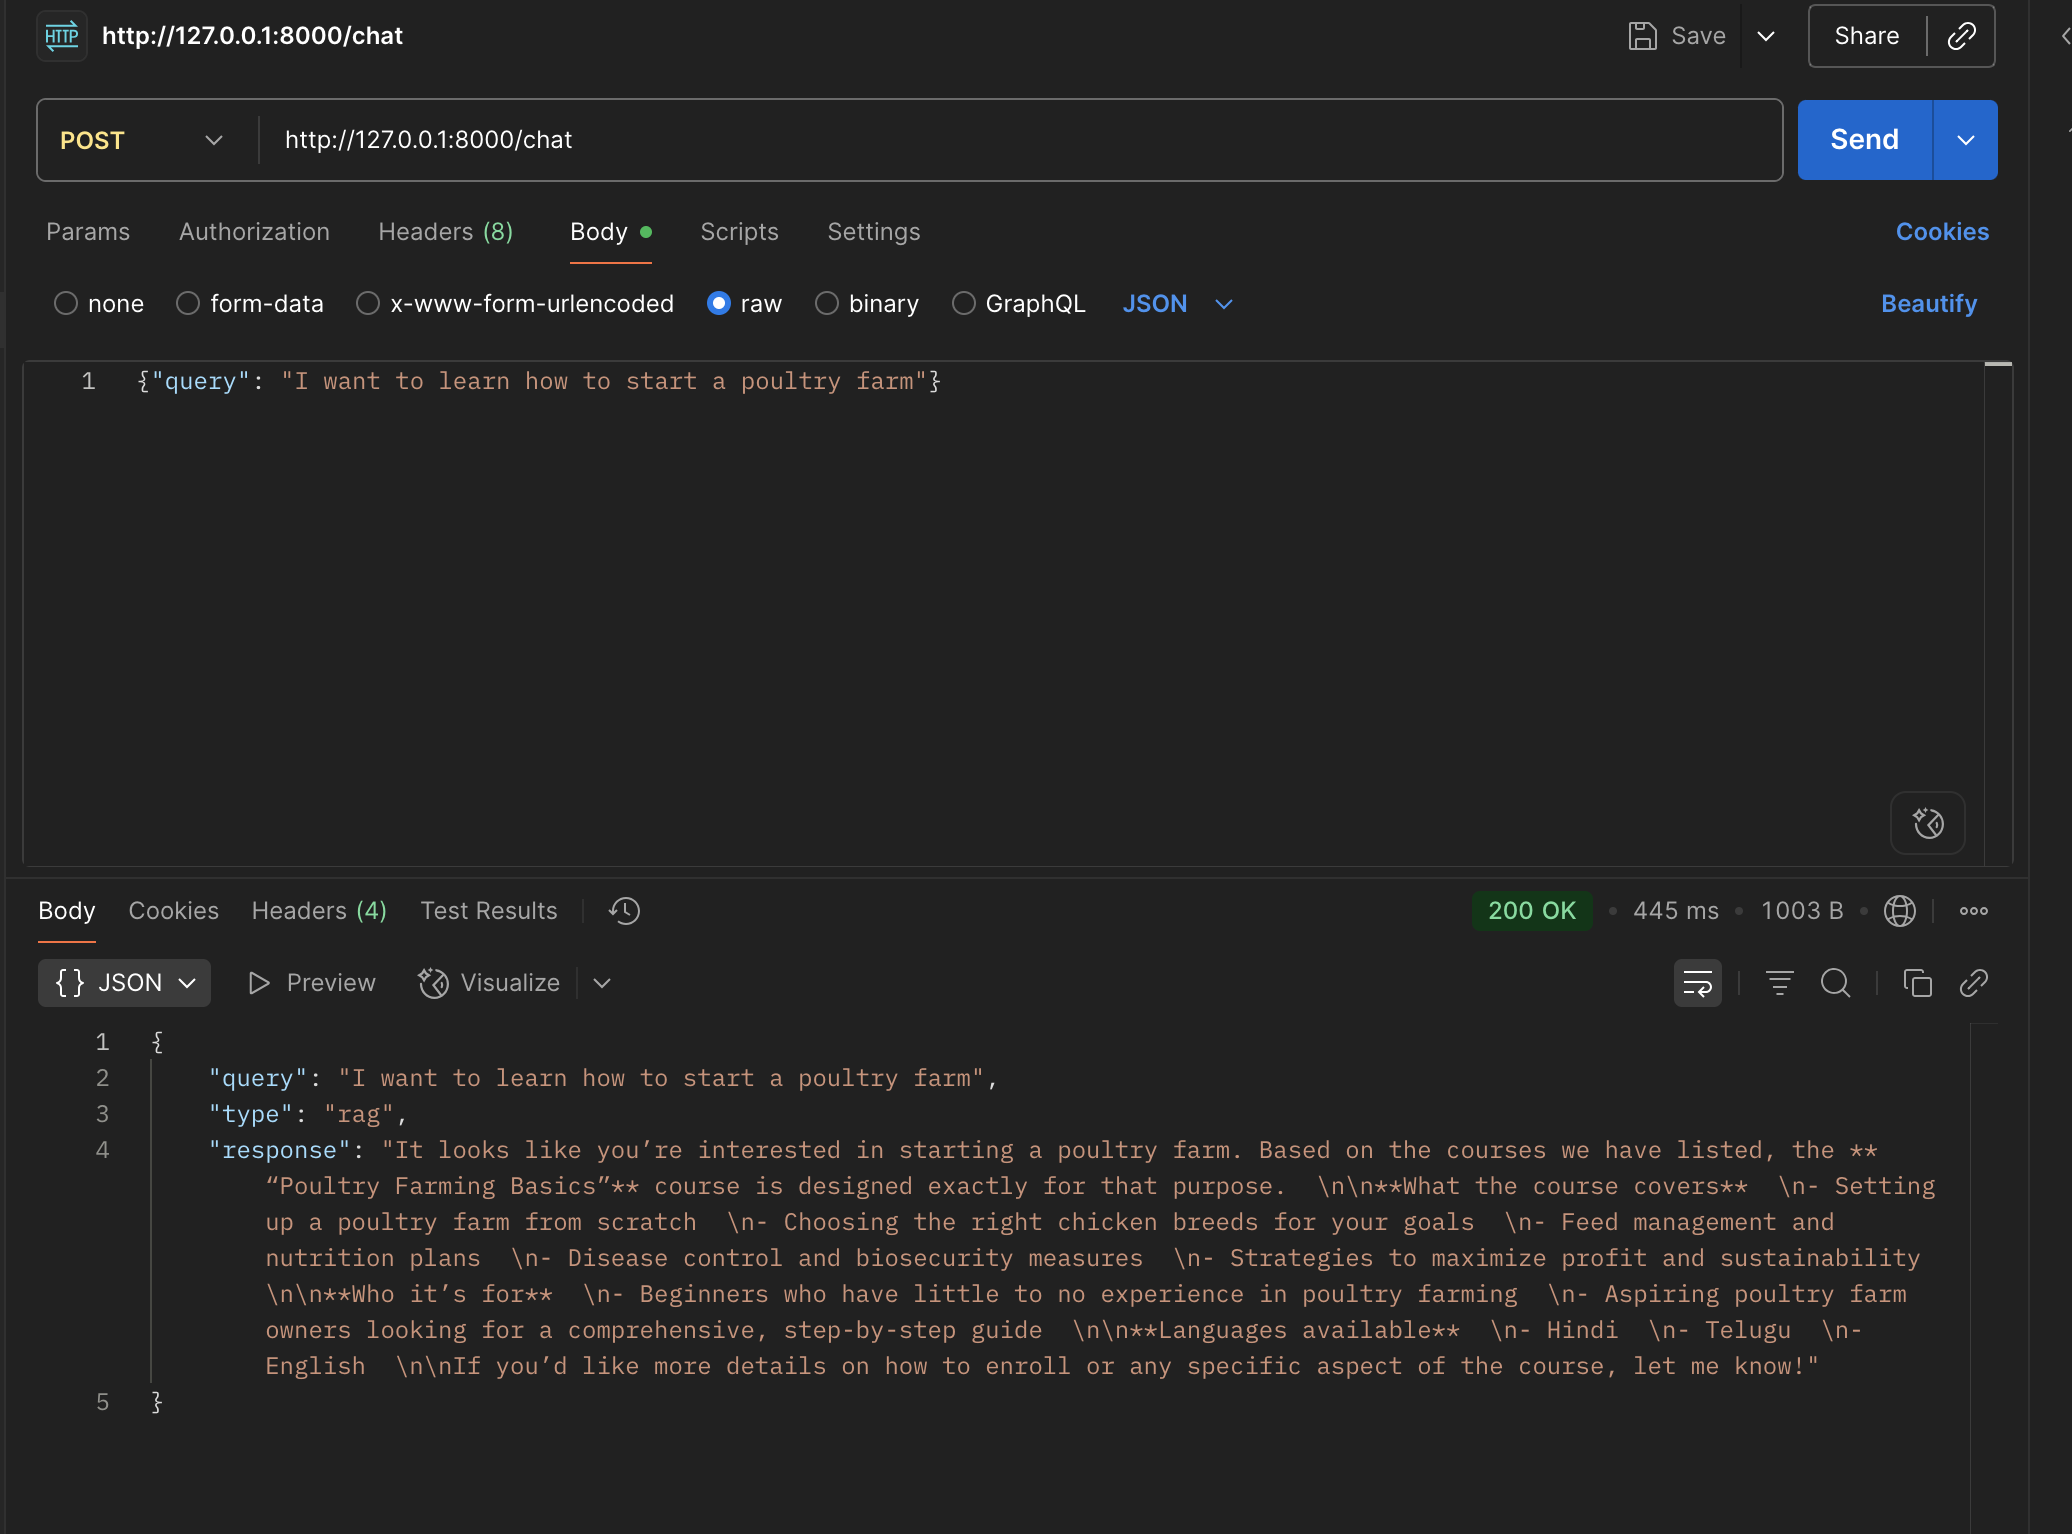 HTTP http://127.0.0.1:8000/chat Save Share
POST http://127.0.0.1:8000/chat Send
Params Authorization Headers (8) Body Scripts Settings Cookies
none form-data x-www-form-urlencoded raw binary GraphQL JSON Beautify
1 {"query": "I want to learn how to start a poultry farm"}
Body Cookies Headers (4) Test Results 200 OK • 445 ms • 1003 B •
{} JSON Preview Visualize
1 {
2 "query": "I want to learn how to start a poultry farm",
3 "type": "rag",
4 "response": "It looks like you’re interested in starting a poultry farm. Based on the courses we have listed, the **
“Poultry Farming Basics”** course is designed exactly for that purpose.  \n\n**What the course covers**  \n- Setting
up a poultry farm from scratch  \n- Choosing the right chicken breeds for your goals  \n- Feed management and
nutrition plans  \n- Disease control and biosecurity measures  \n- Strategies to maximize profit and sustainability
\n\n**Who it’s for**  \n- Beginners who have little to no experience in poultry farming  \n- Aspiring poultry farm
owners looking for a comprehensive, step-by-step guide  \n\n**Languages available**  \n- Hindi  \n- Telugu  \n-
English  \n\nIf you’d like more details on how to enroll or any specific aspect of the course, let me know!"
5 }